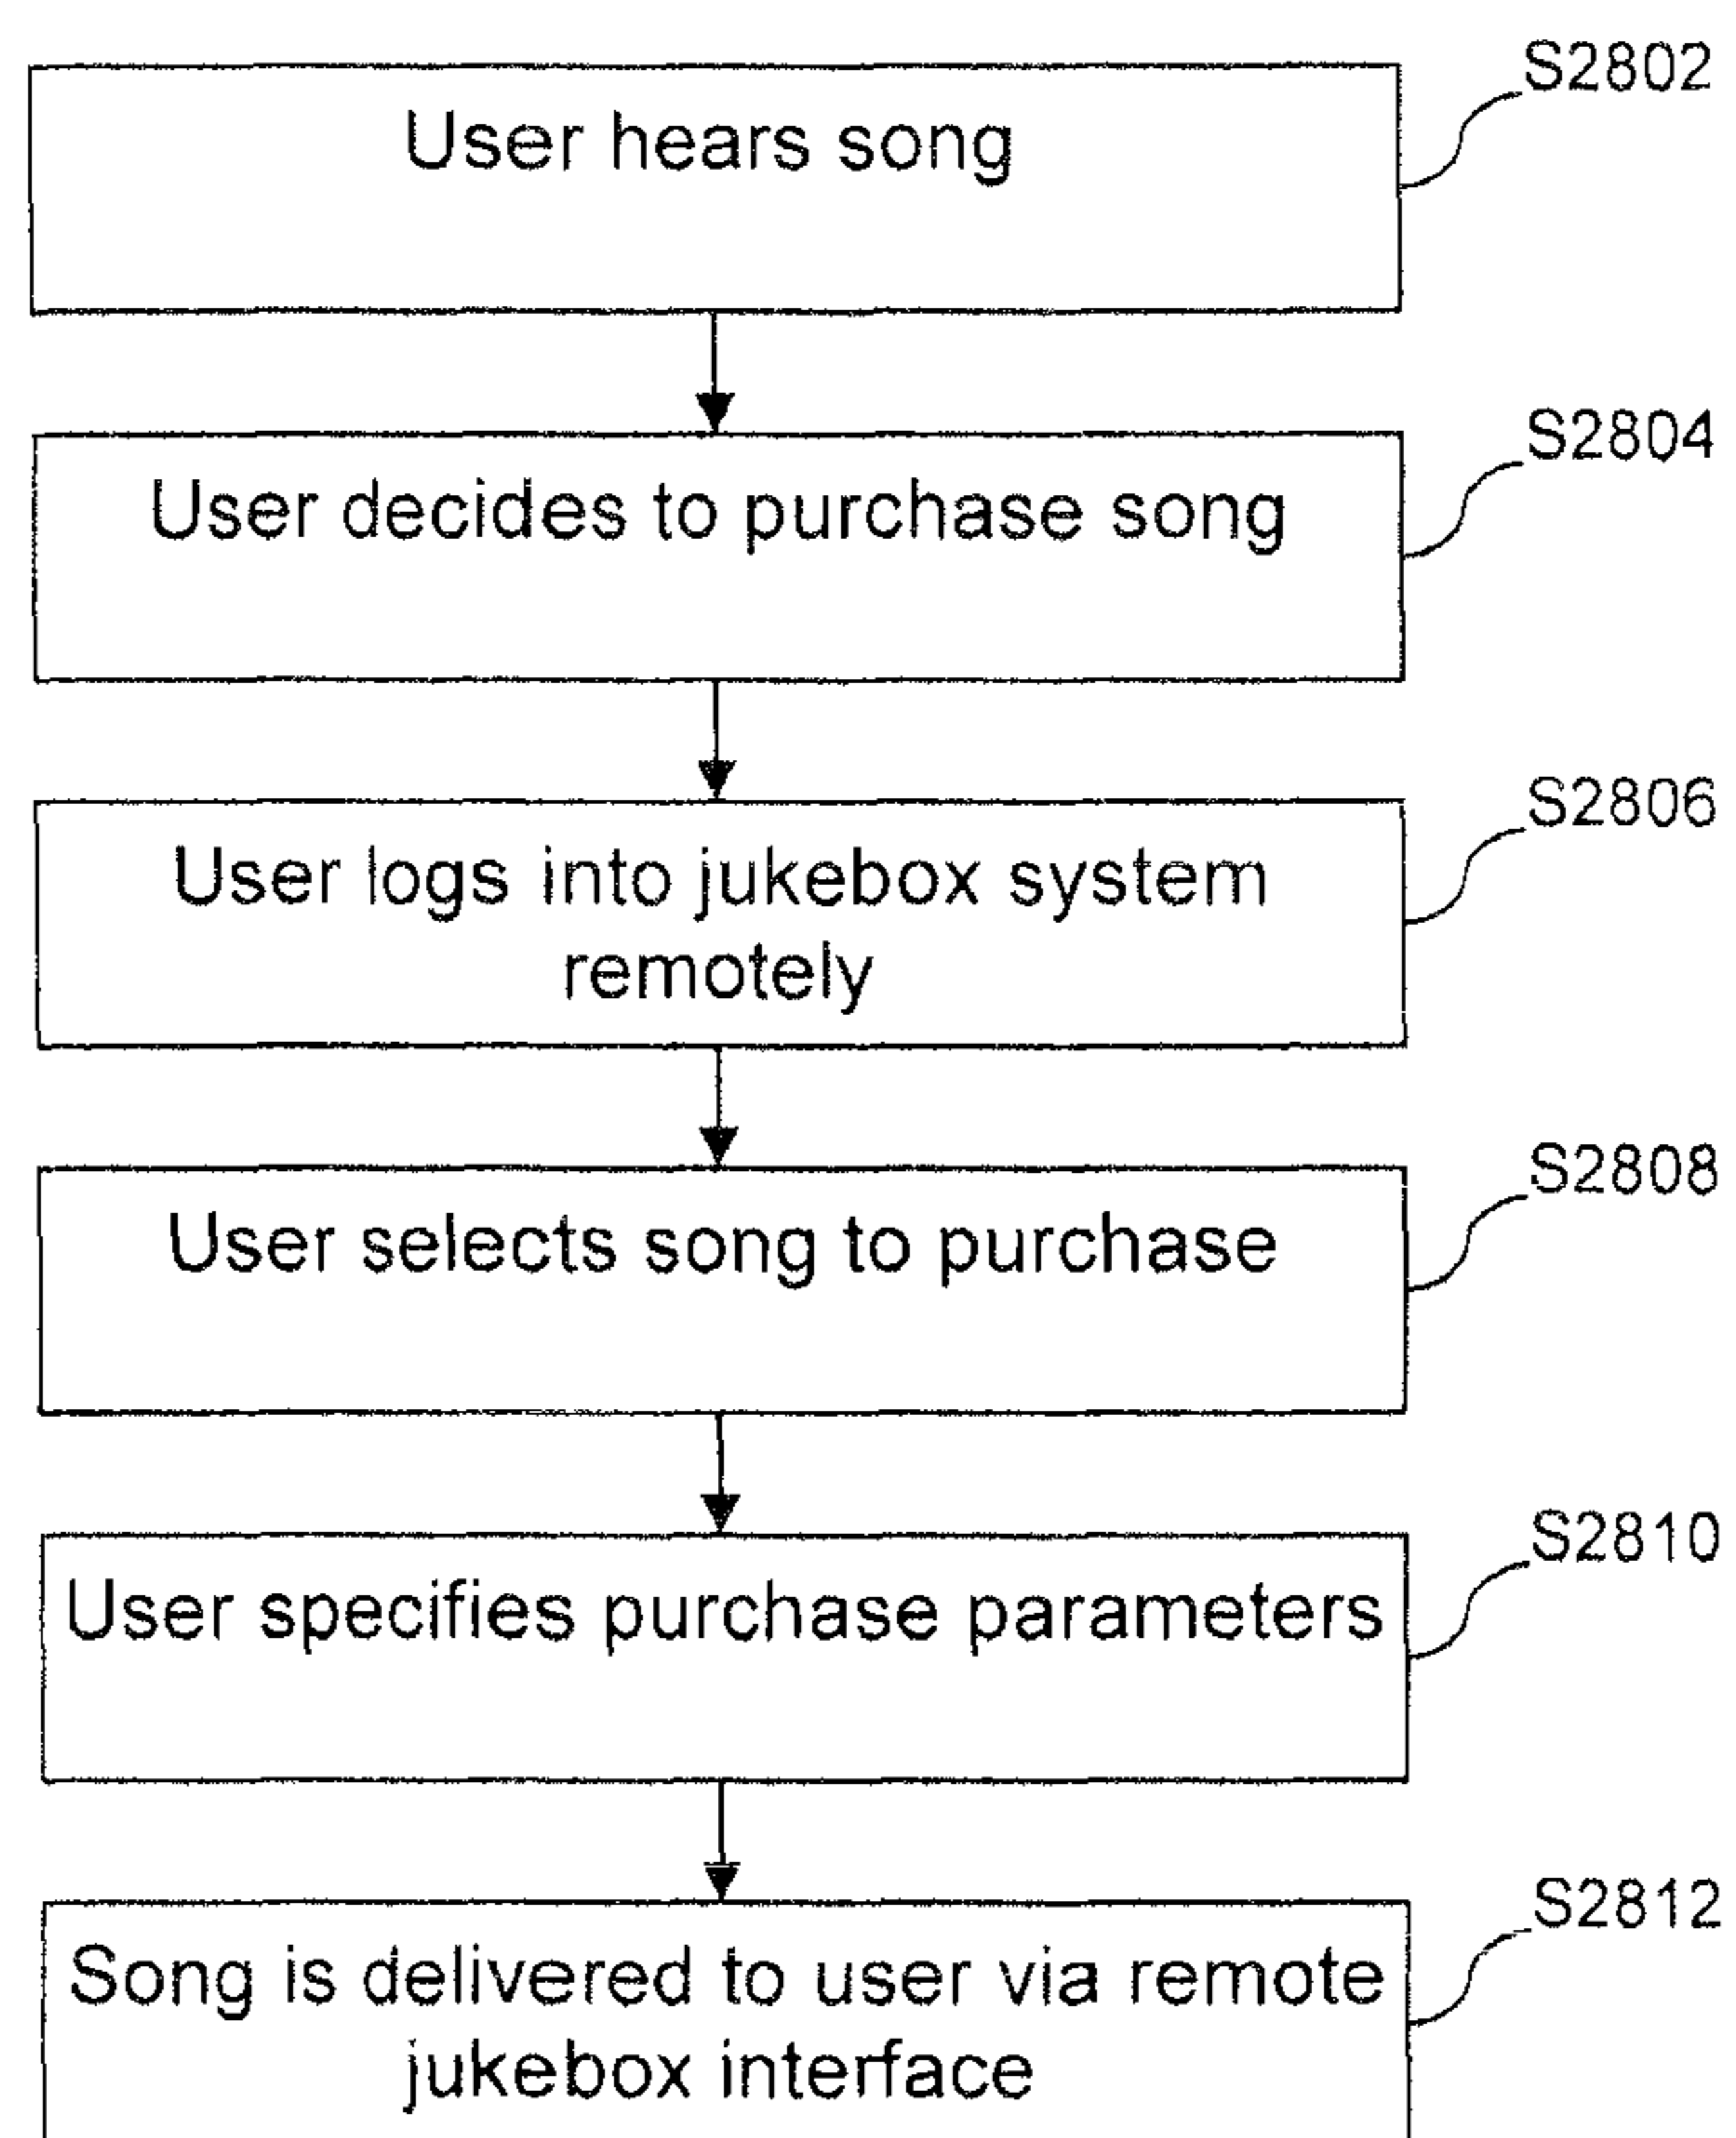 S2802
User hears song
S2804
User decides to purchase song
S2806
User logs into jukebox system
remotely
S2808
User selects song to purchase
S2810
User specifies purchase parameters
S2812
Song is delivered to user via remote
jukebox interface